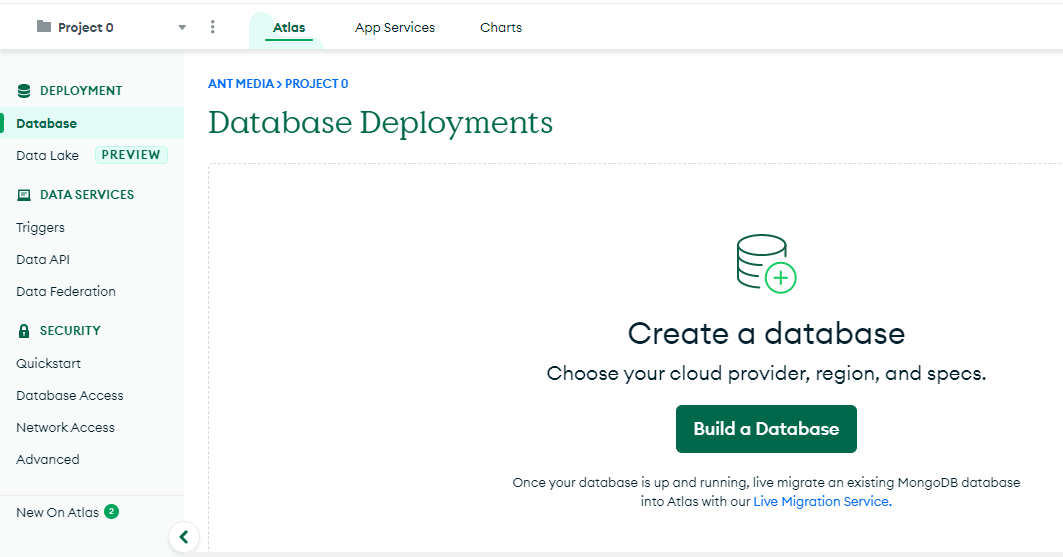 Project 0
Atlas
App Services
Charts
DEPLOYMENT
Database
Data Lake PREVIEW
DATA SERVICES
Triggers
Data API
Data Federation
SECURITY
Quickstart
Database Access
Network Access
Advanced
New On Atlas 2
ANT MEDIA > PROJECT 0
Database Deployments
Create a database
Choose your cloud provider, region, and specs.
Build a Database
Once your database is up and running, live migrate an existing MongoDB database
into Atlas with our Live Migration Service.